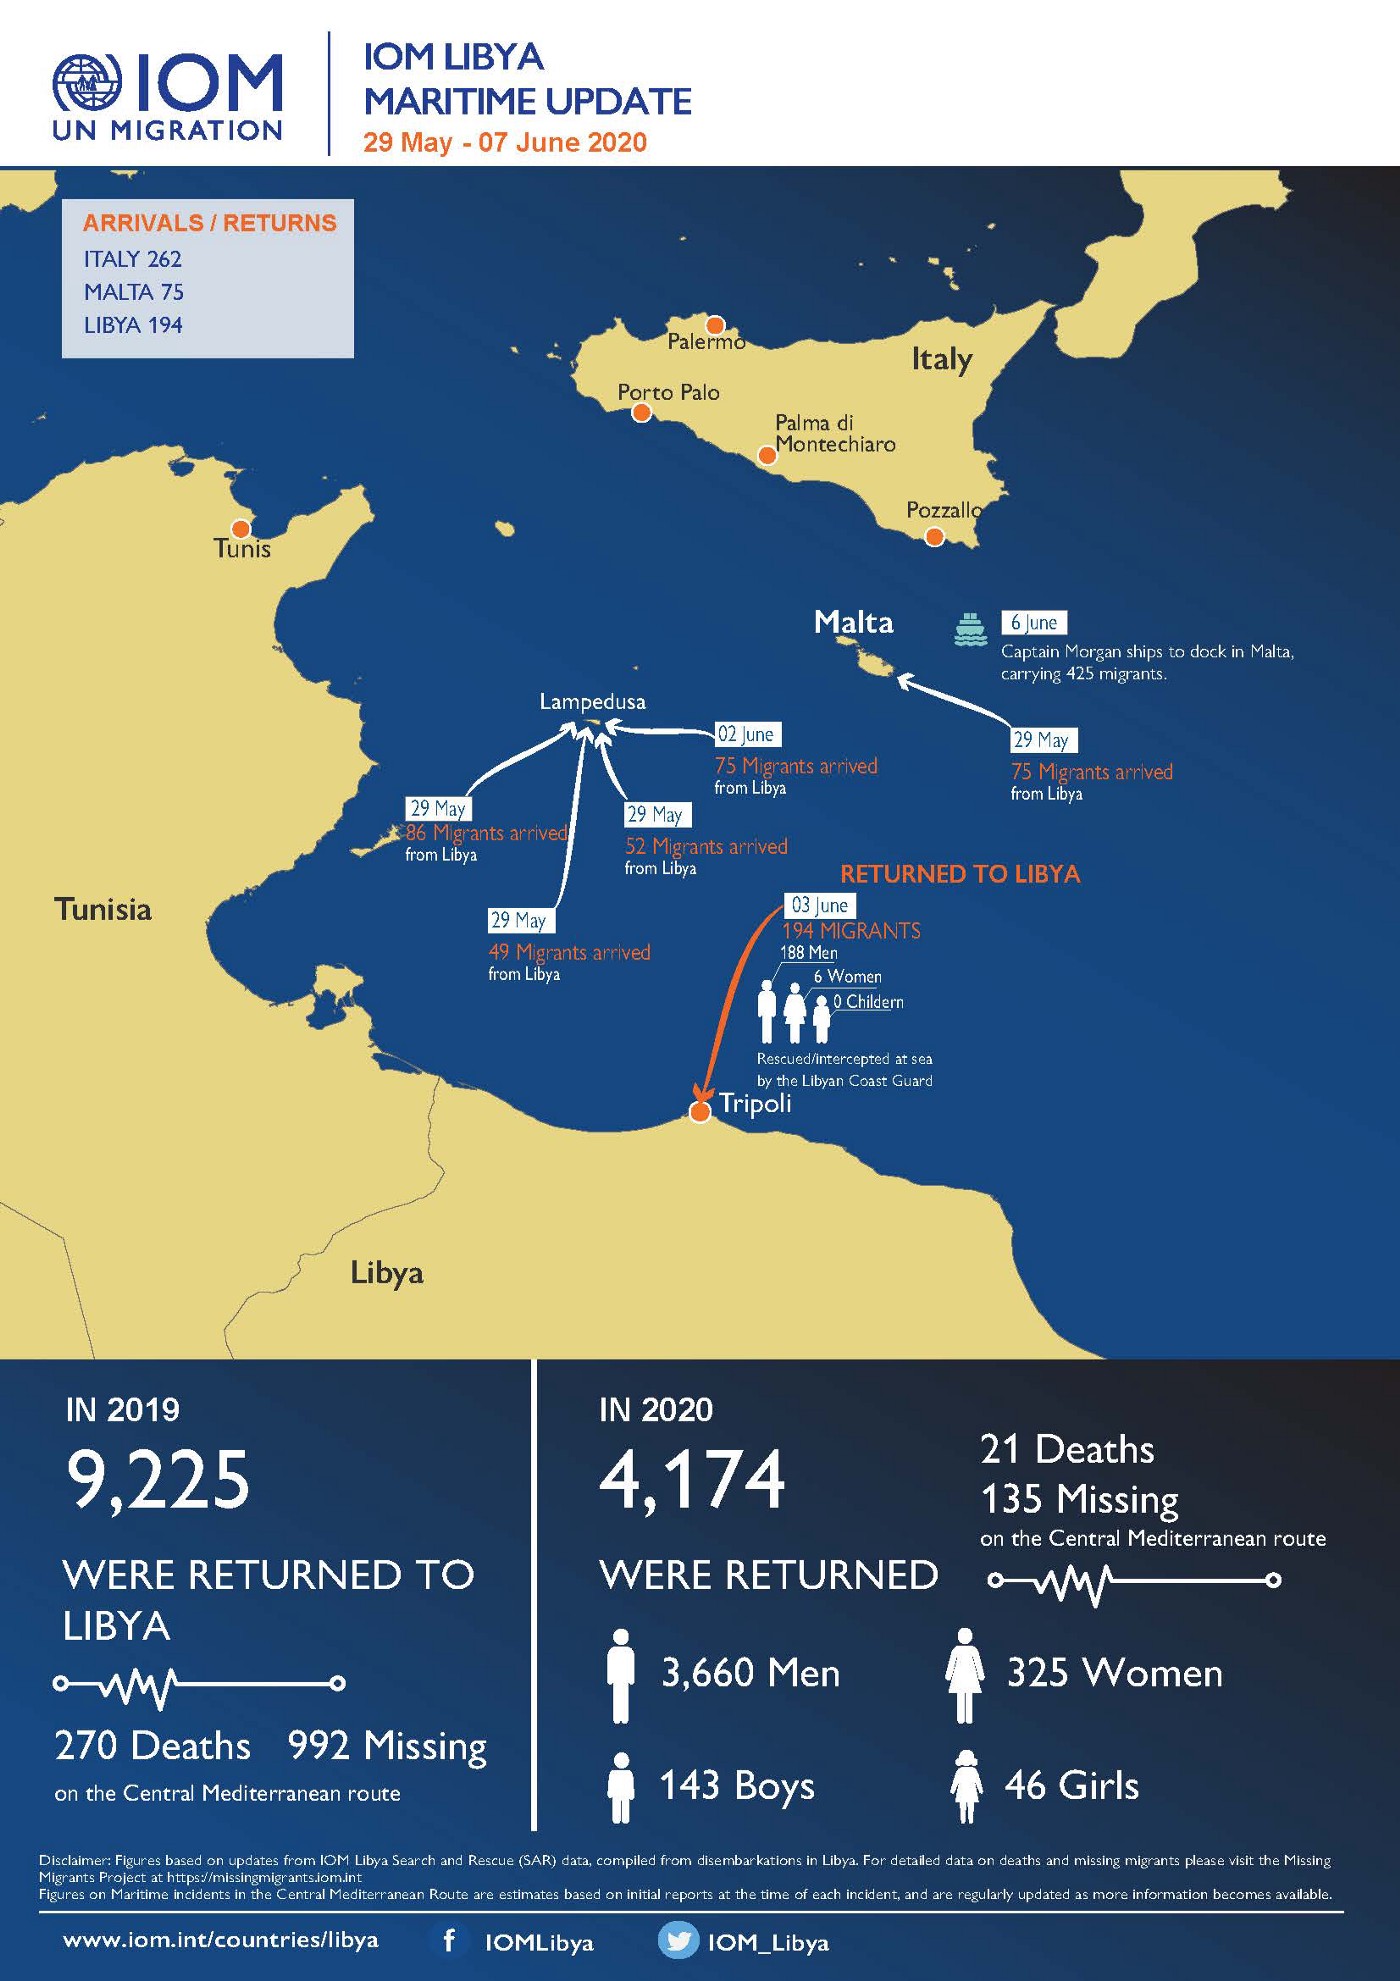 IOM
UN MIGRATION
IOM LIBYA
MARITIME UPDATE
29 May - 07 June 2020
ARRIVALS / RETURNS
ITALY 262
MALTA 75
LIBYA 194
Palermo
Italy
Porto Palo
Palma di
Montechiaro
Pozzallo
Tunis
Malta
6 June
Captain Morgan ships to dock in Malta,
carrying 425 migrants.
Lampedusa
02 June
75 Migrants arrived
from Libya
29 May
75 Migrants arrived
from Libya
29 May
86 Migrants arrived
from Libya
29 May
52 Migrants arrived
from Libya
29 May
49 Migrants arrived
from Libya
Tunisia
RETURNED TO LIBYA
03 June
194 MIGRANTS
188 Men
6 Women
0 Childern
Rescued/intercepted at sea
by the Libyan Coast Guard
Tripoli
Libya
IN 2019
9,225
WERE RETURNED TO
LIBYA
270 Deaths 992 Missing
on the Central Mediterranean route
IN 2020
4,174
WERE RETURNED
21 Deaths
135 Missing
on the Central Mediterranean route
3,660 Men
325 Women
143 Boys
46 Girls
Disclaimer: Figures based on updates from IOM Libya Search and Rescue (SAR) data, compiled from disembarkations in Libya. For detailed data on deaths and missing migrants please visit the Missing
Migrants Project at https://missingmigrants.iom.int
Figures on Maritime incidents in the Central Mediterranean Route are estimates based on initial reports at the time of each incident, and are regularly updated as more information becomes available.
www.iom.int/countries/libya
f IOMLibya
IOM_Libya